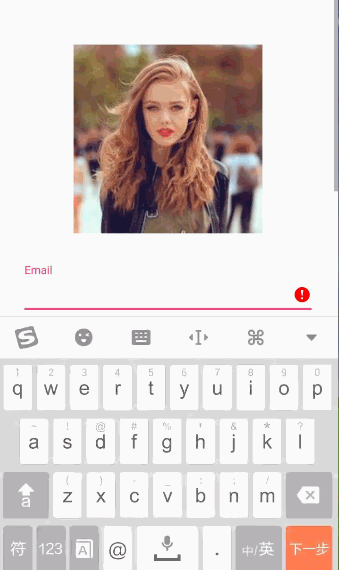 Email
1 2 3 4 5 6 7 8 9 0
q w e r t y u i o p
~ ! @ # % ' & * ?
a s d f g h j k l
( ) - _ : ; /
z x c v b n m
符 123 @ . 中/英 下一步